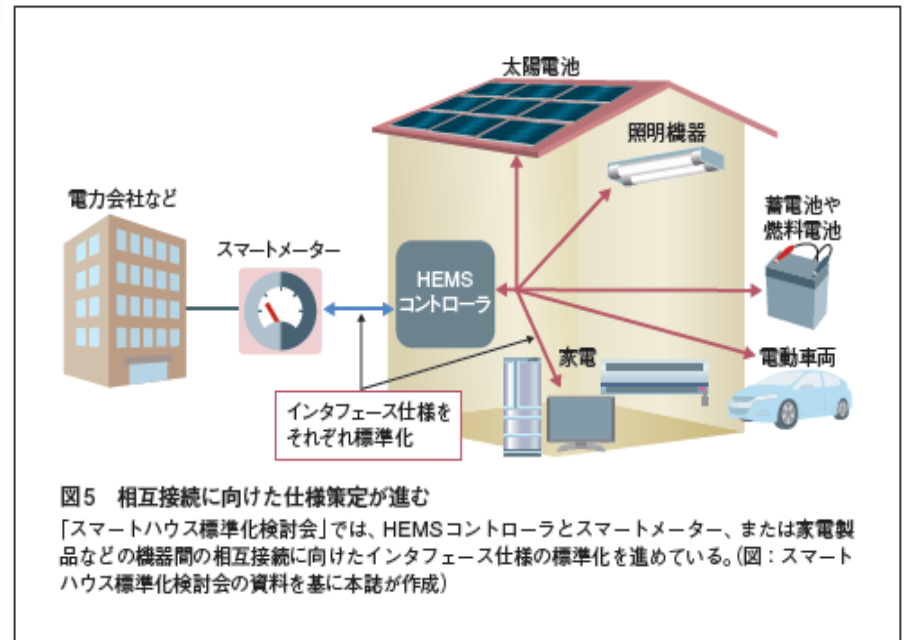 太陽電池
照明機器
電力会社など
スマートメーター
蓄電池や
燃料電池
HEMS
コントローラ
家電
電動車両
インタフェース仕様を
それぞれ標準化
図5　相互接続に向けた仕様策定が進む
「スマートハウス標準化検討会」では、HEMSコントローラとスマートメーター、または家電製
品などの機器間の相互接続に向けたインタフェース仕様の標準化を進めている。(図：スマート
ハウス標準化検討会の資料を基に本誌が作成)